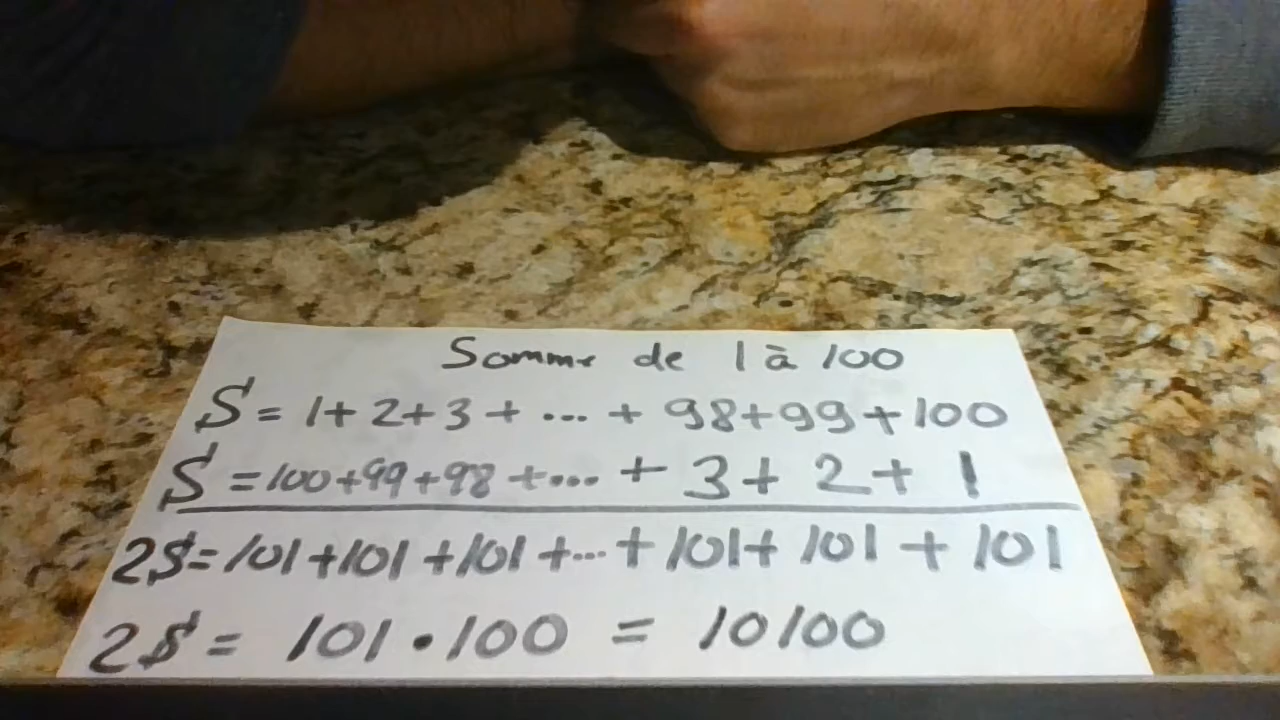 Somme de 1 à 100
S = 1+2+3+...+ 98+99+100
S = 100+99+98+...+ 3+ 2+ 1
2S= 101+101+101+...+101+ 101 + 101
2S= 101•100 = 10100